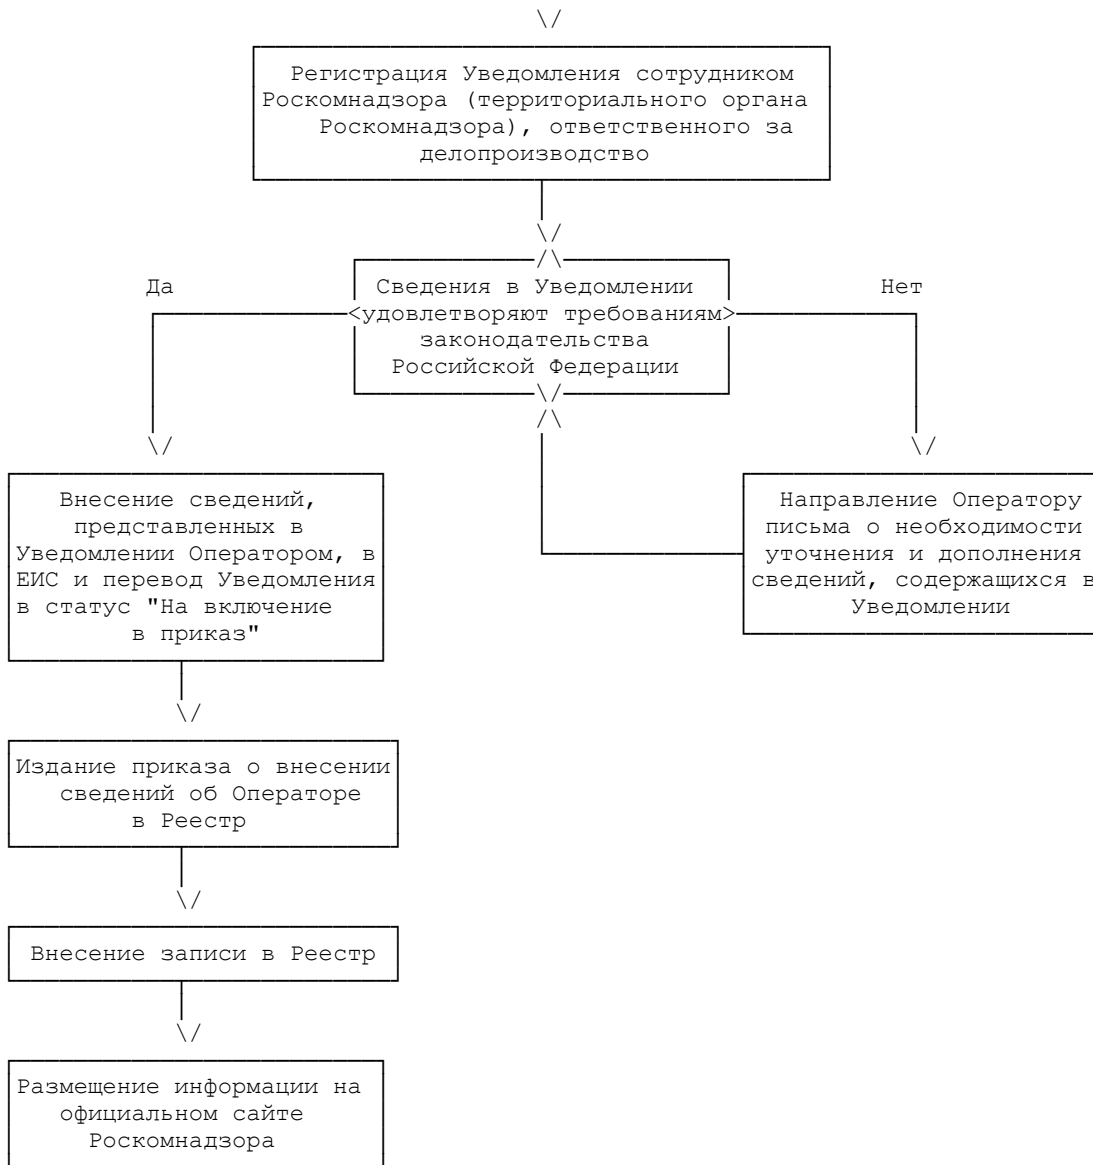 Регистрация Уведомления сотрудником
Роскомнадзора (территориального органа
Роскомнадзора), ответственного за
делопроизводство
Да
Сведения в Уведомлении
Нет
<удовлетворяют требованиям>
законодательства
Российской Федерации
Внесение сведений,
представленных в
Уведомлении Оператором, в
ЕИС и перевод Уведомления
в статус "На включение
в приказ"
Направление Оператору
письма о необходимости
уточнения и дополнения
сведений, содержащихся в
Уведомлении
Издание приказа о внесении
сведений об Операторе
в Реестр
Внесение записи в Реестр
Размещение информации на
официальном сайте
Роскомнадзора